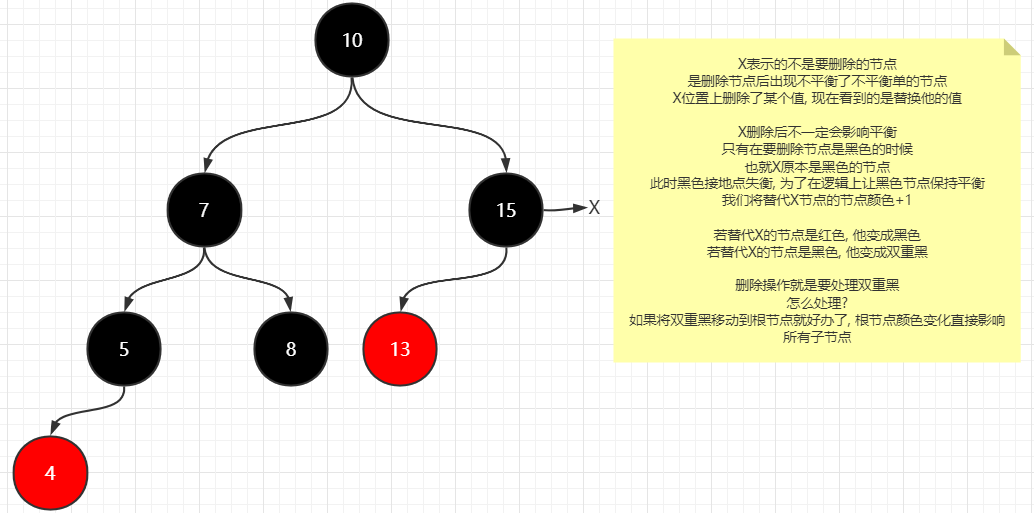 10
7
15
X
5
8
13
4
X表示的不是要删除的节点
是删除节点后出现不平衡了不平衡单的节点
X位置上删除了某个值, 现在看到的是替换他的值
X删除后不一定会影响平衡
只有在要删除节点是黑色的时候
也就X原本是黑色的节点
此时黑色接地点失衡, 为了在逻辑上让黑色节点保持平衡
我们将替代X节点的节点颜色+1
若替代X的节点是红色, 他变成黑色
若替代X的节点是黑色, 他变成双重黑
删除操作就是要处理双重黑
怎么处理?
如果将双重黑移动到根节点就好办了, 根节点颜色变化直接影响
所有子节点